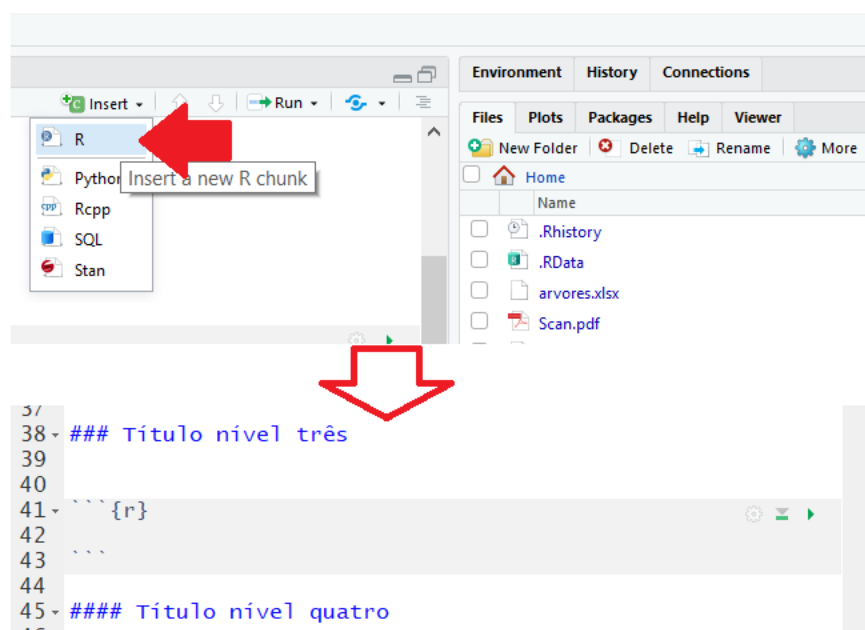 Environment History Connections
Insert Run
Files Plots Packages Help Viewer
R
New Folder Delete Rename More
Insert a new R chunk
Python
Home
Rcpp
Name
SQL
.Rhistory
Stan
.RData
arvores.xlsx
Scan.pdf
37
38 ### Título nível três
39
40
41 ```{r}
42
43 ```
44
45 #### Título nível quatro